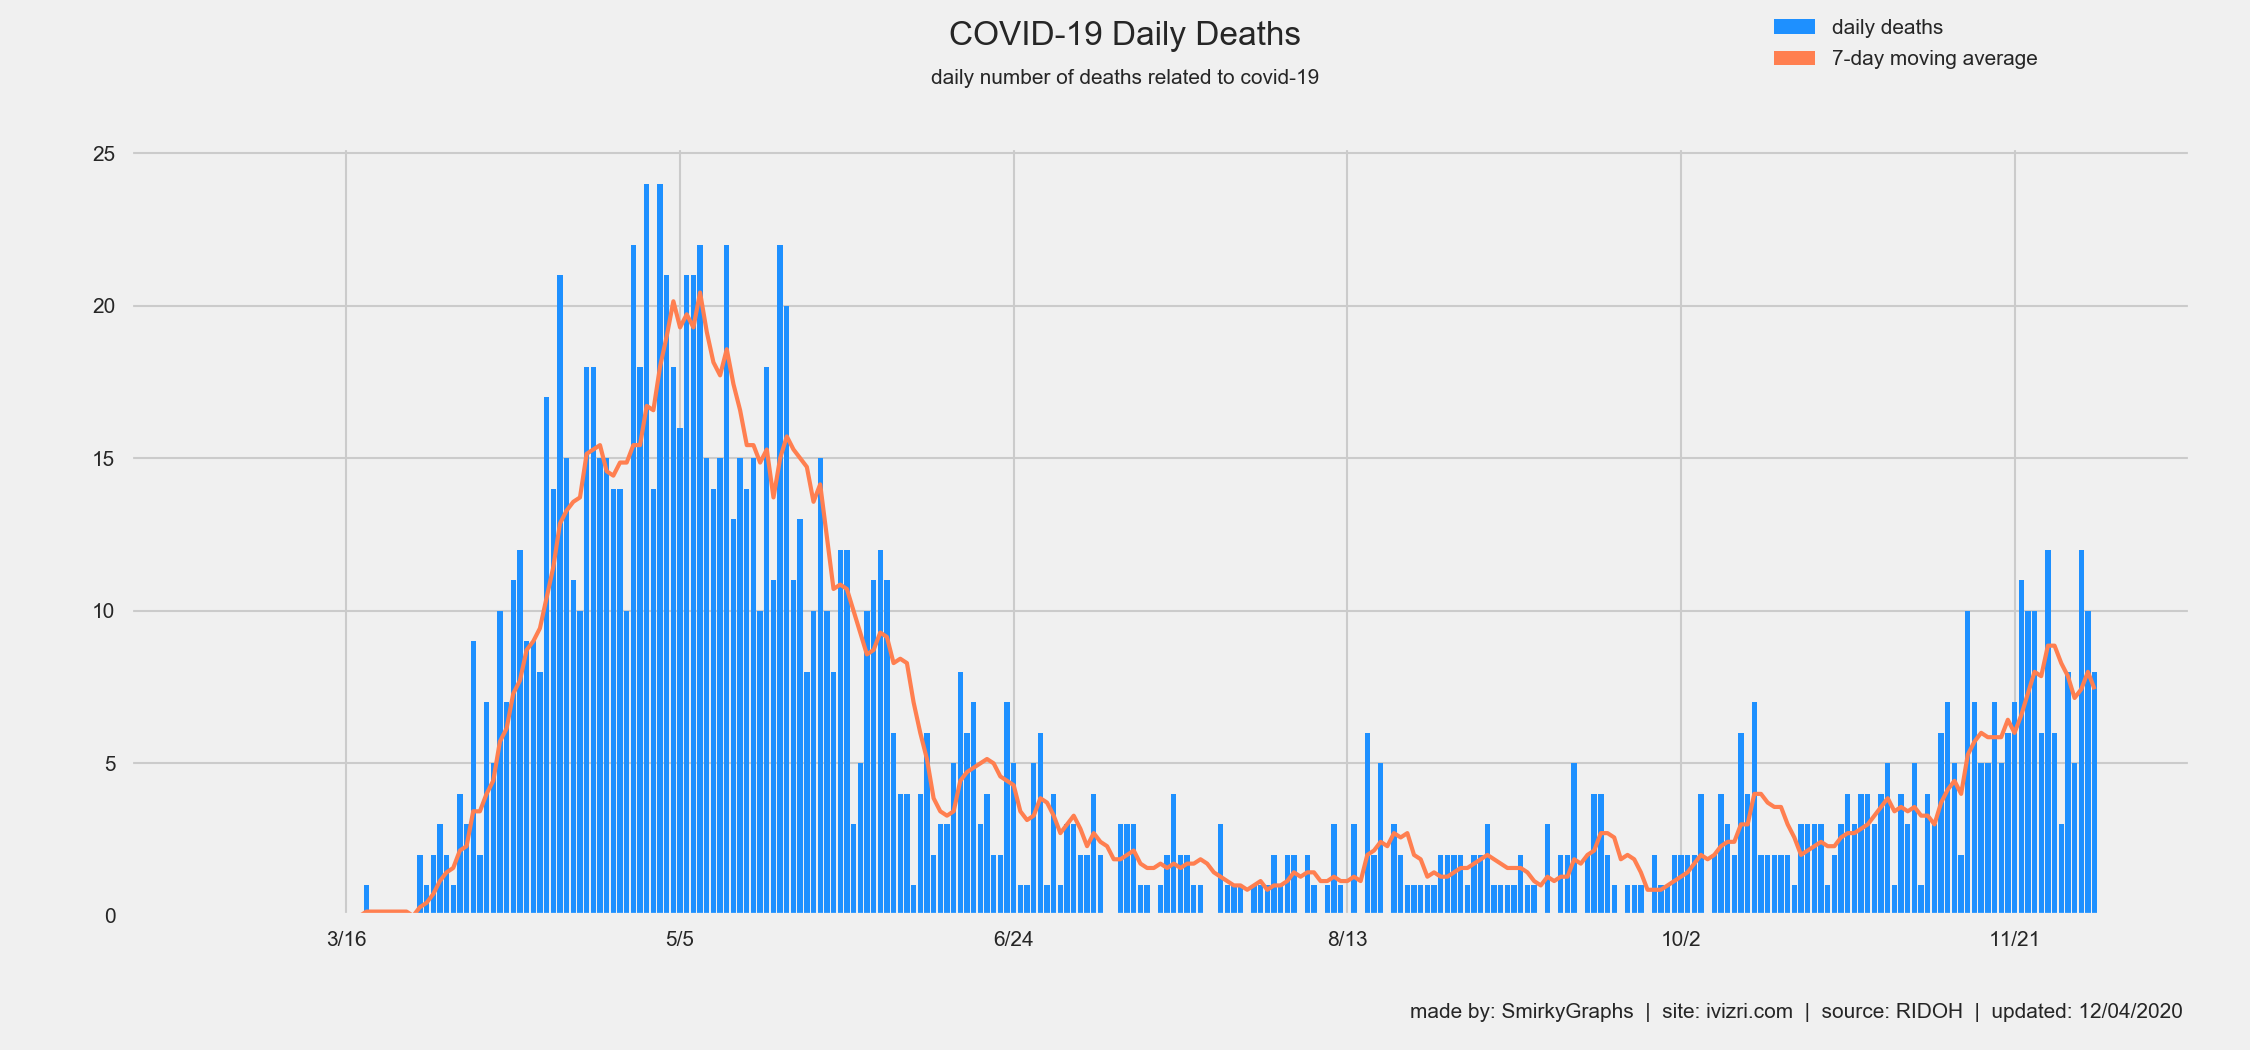 COVID-19 Daily Deaths
daily number of deaths related to covid-19
daily deaths
7-day moving average
25
20
15
10
5
0
3/16 5/5 6/24 8/13 10/2 11/21
made by: SmirkyGraphs | site: ivizri.com | source: RIDOH | updated: 12/04/2020